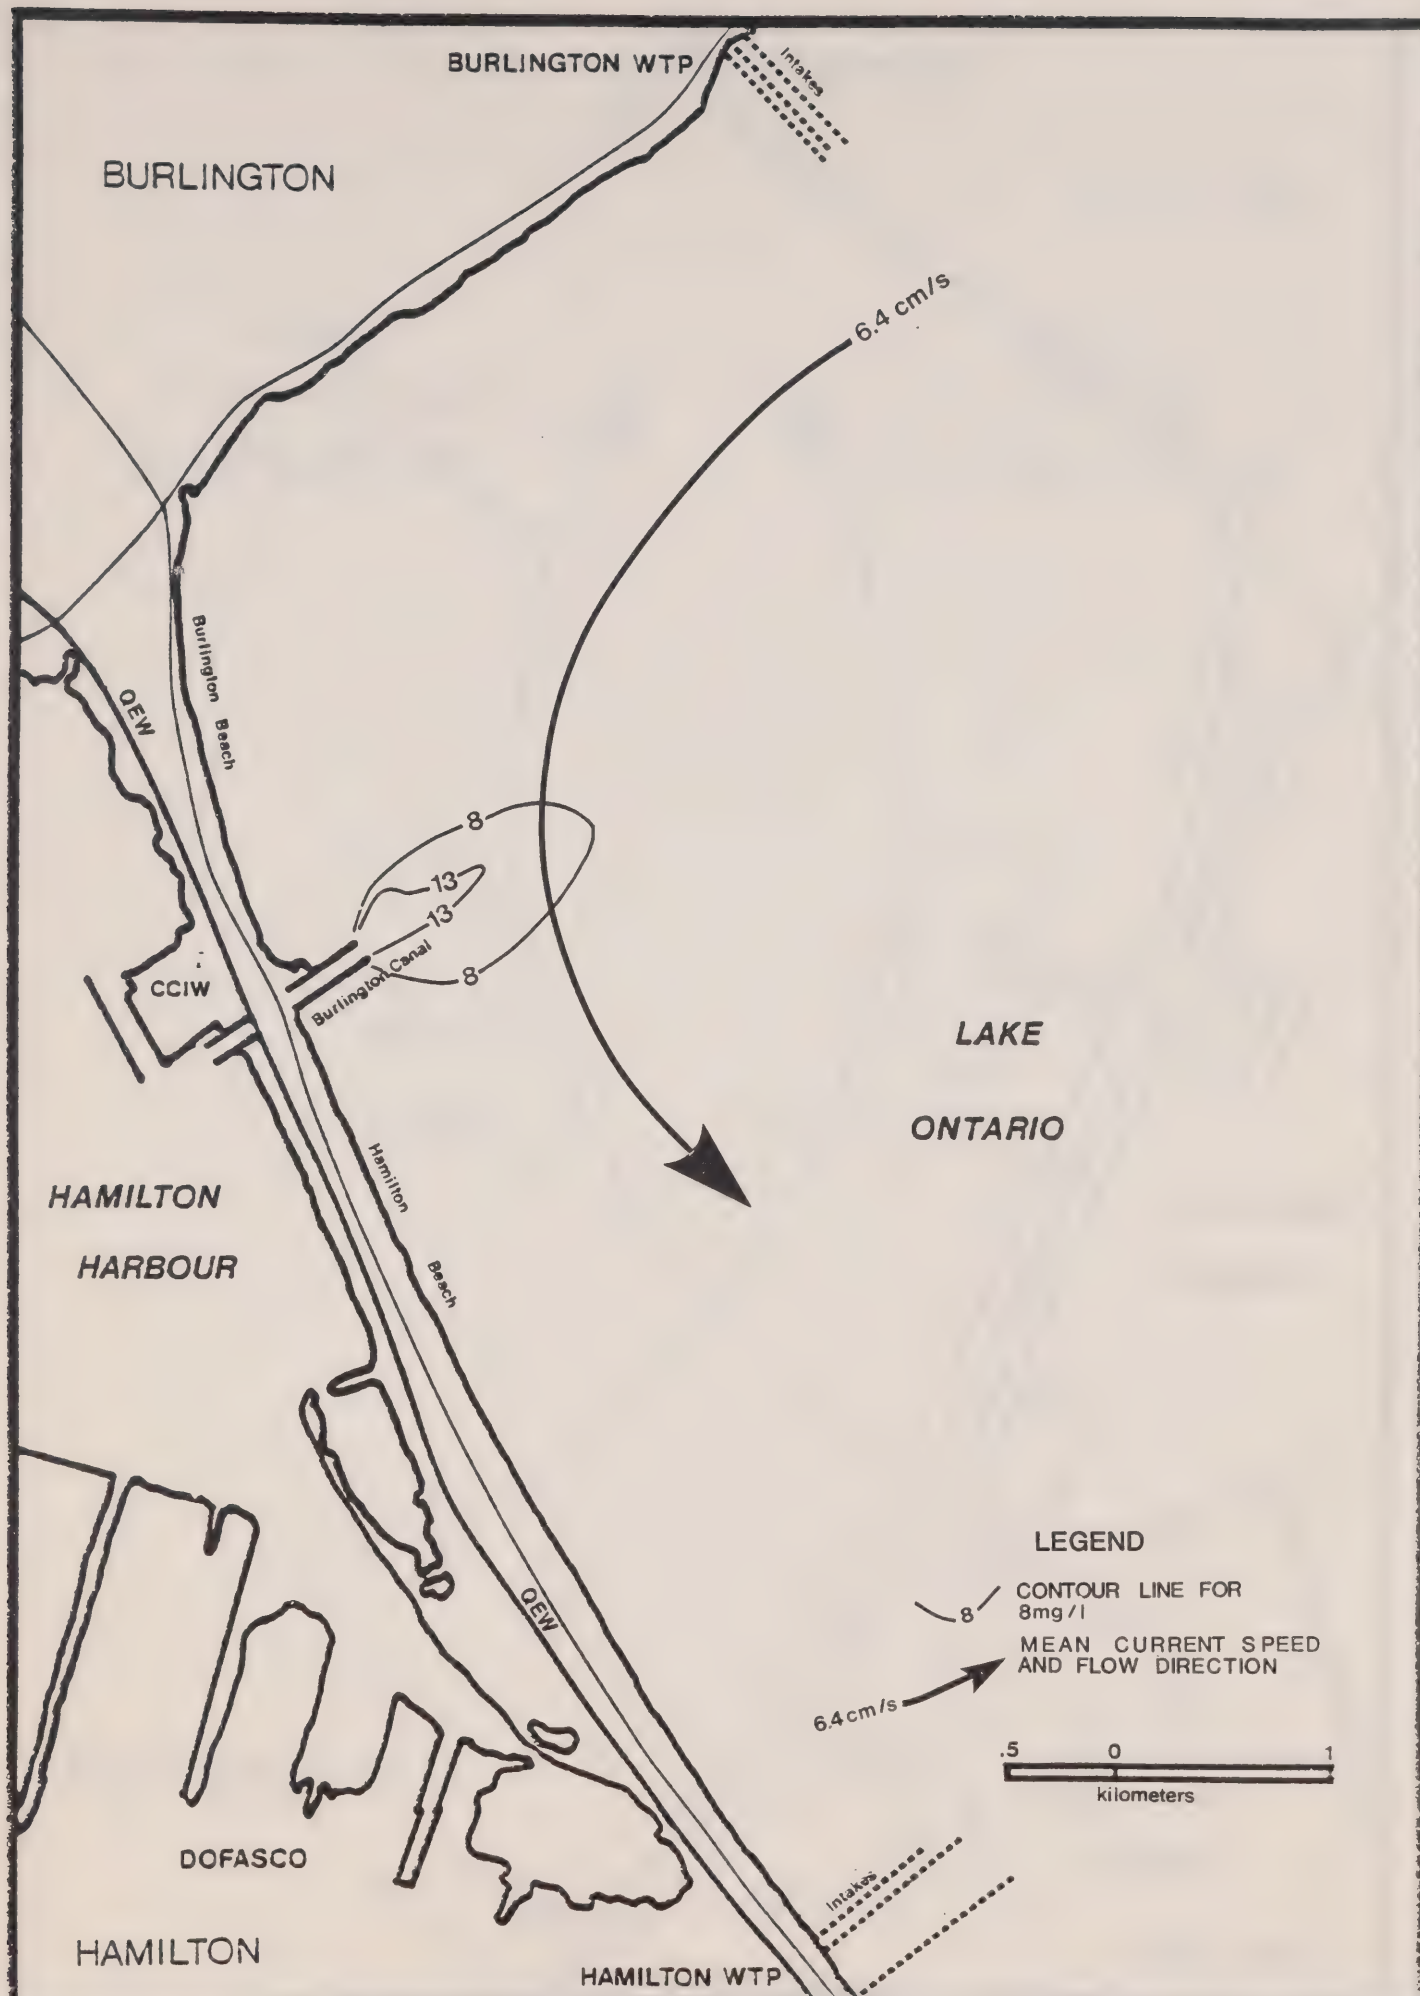 BURLINGTON WTP
Intakes
BURLINGTON
6.4 cm/s
Burlington Beach
QEW
8
13
13
8
Burlington Canal
CCIW
LAKE
ONTARIO
Hamilton
Beach
HAMILTON
HARBOUR
LEGEND
8
CONTOUR LINE FOR
8mg/l
MEAN CURRENT SPEED
AND FLOW DIRECTION
6.4cm/s
QEW
.5 0 1
kilometers
DOFASCO
Intakes
HAMILTON
HAMILTON WTP